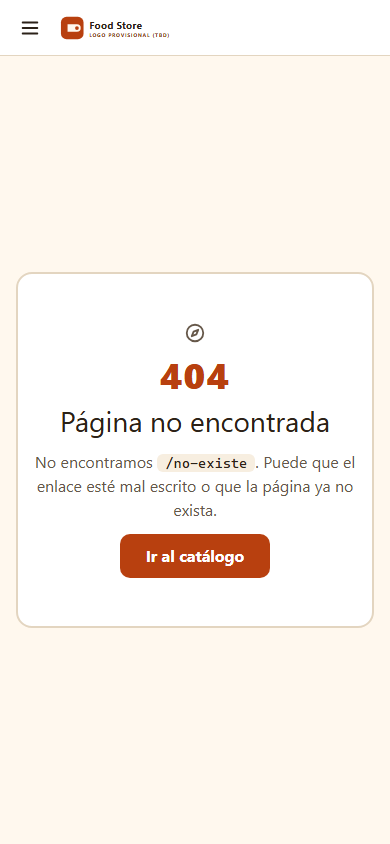 Food Store
LOGO PROVISIONAL (TBD)
404
Página no encontrada
No encontramos /no-existe. Puede que el
enlace esté mal escrito o que la página ya no
exista.
Ir al catálogo